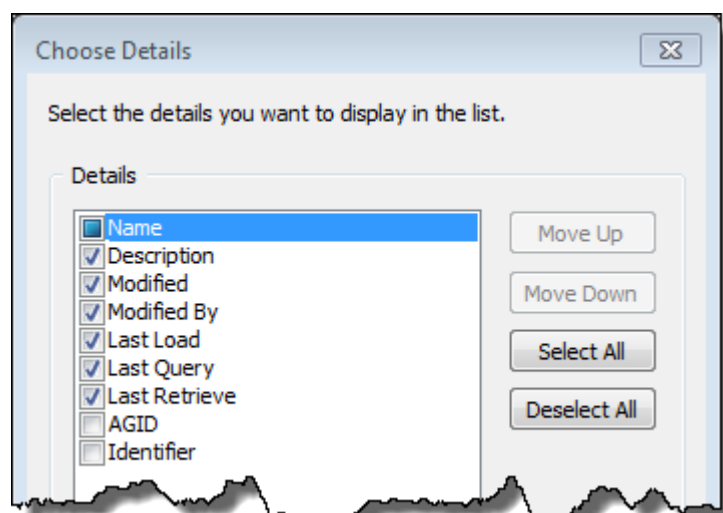 Choose Details
Select the details you want to display in the list.
Details
Name
Description
Modified
Modified By
Last Load
Last Query
Last Retrieve
AGID
Identifier
Move Up
Move Down
Select All
Deselect All